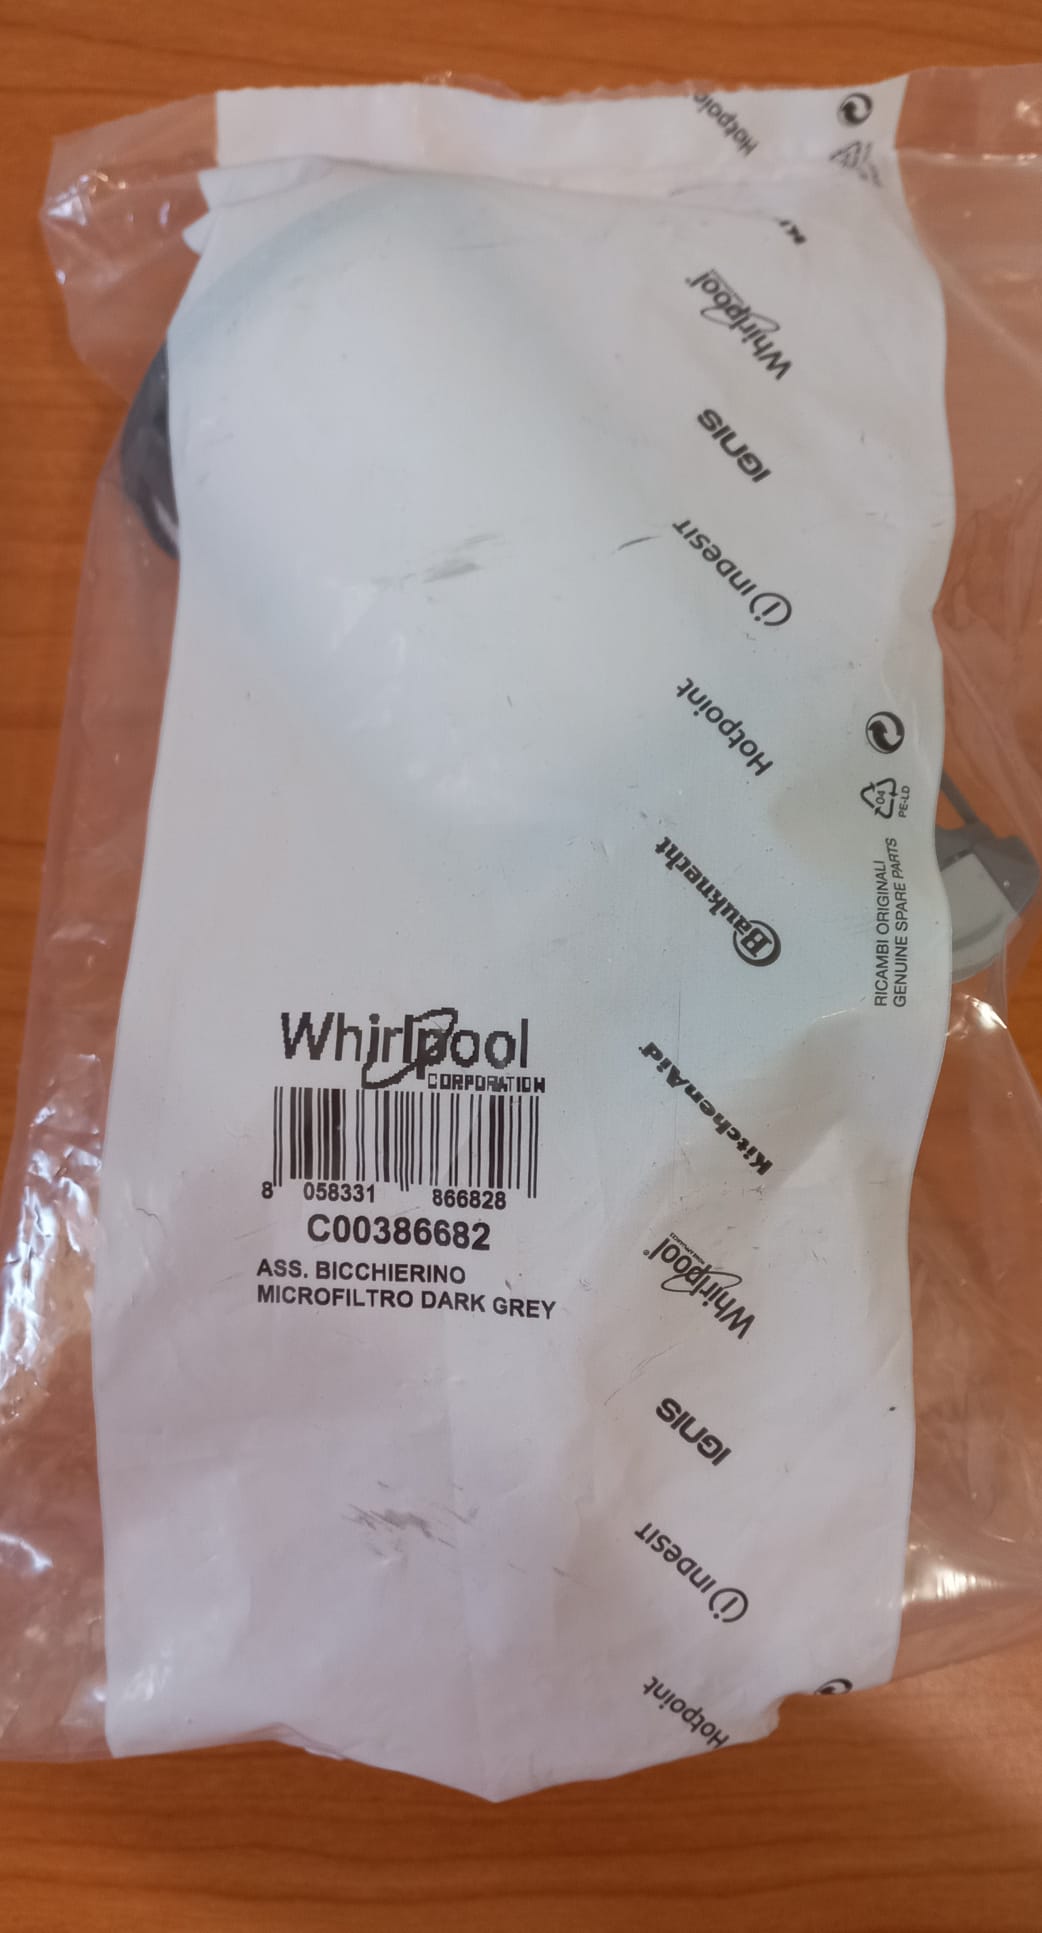 Hotpoint
Whirlpool
IGNIS
INDESIT
Hotpoint
Bauknecht
KitchenAid
Whirlpool
IGNIS
INDESIT
Hotpoint
04
PE-LD
RICAMBI ORIGINALI
GENUINE SPARE PARTS
Whirlpool
CORPORATION
8 058331 866828
C00386682
ASS. BICCHIERINO
MICROFILTRO DARK GREY